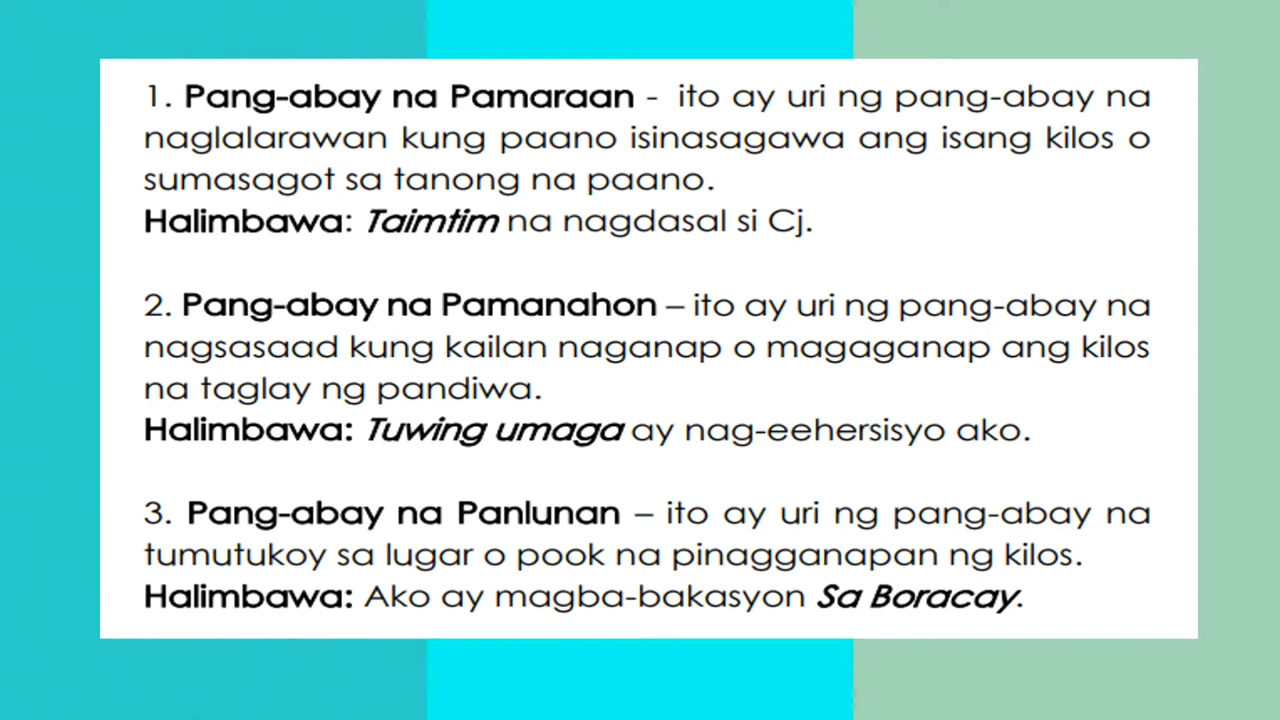 1. Pang-abay na Pamaraan - ito ay uri ng pang-abay na
naglalarawan kung paano isinasagawa ang isang kilos o
sumasagot sa tanong na paano.
Halimbawa: Taimtim na nagdasal si Cj.
2. Pang-abay na Pamanahon – ito ay uri ng pang-abay na
nagsasaad kung kailan naganap o magaganap ang kilos
na taglay ng pandiwa.
Halimbawa: Tuwing umaga ay nag-eehersisyo ako.
3. Pang-abay na Panlunan – ito ay uri ng pang-abay na
tumutukoy sa lugar o pook na pinagganapan ng kilos.
Halimbawa: Ako ay magba-bakasyon Sa Boracay.